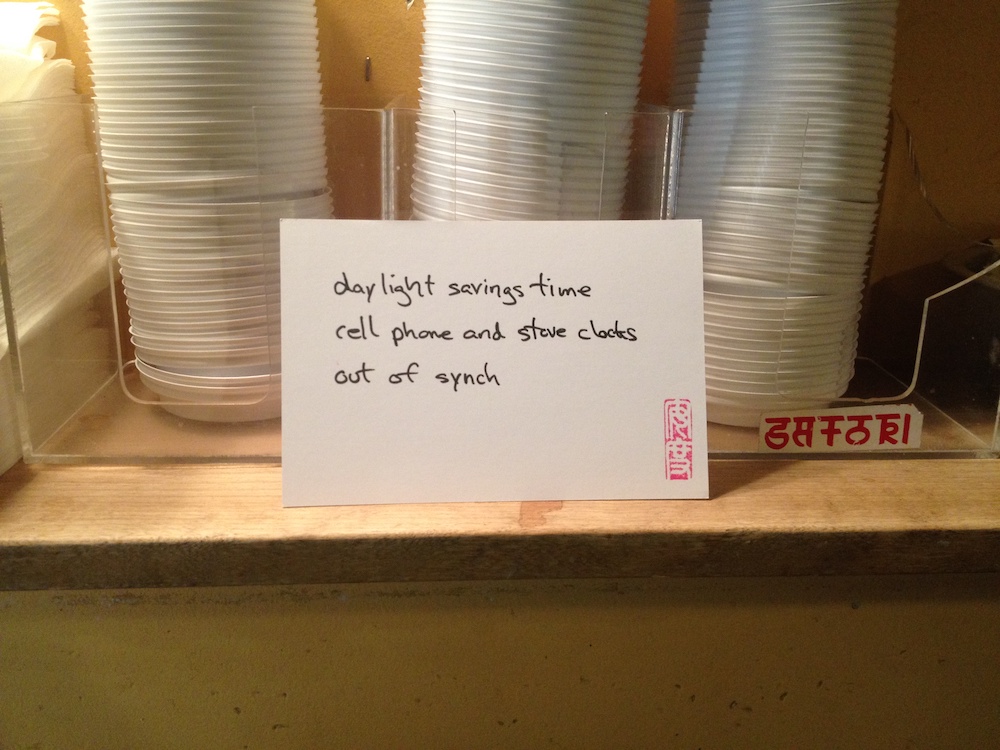 daylight savings time
cell phone and stove clocks
out of synch
SATORI